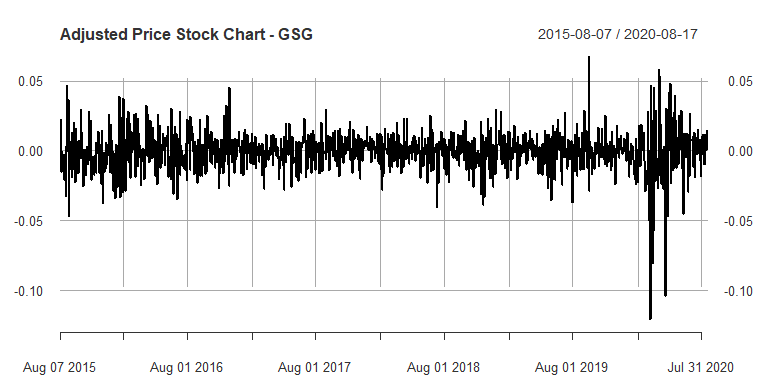 Adjusted Price Stock Chart - GSG 2015-08-07 / 2020-08-17
0.05 0.05
0.00 0.00
-0.05 -0.05
-0.10 -0.10
Aug 07 2015 Aug 01 2016 Aug 01 2017 Aug 01 2018 Aug 01 2019 Jul 31 2020